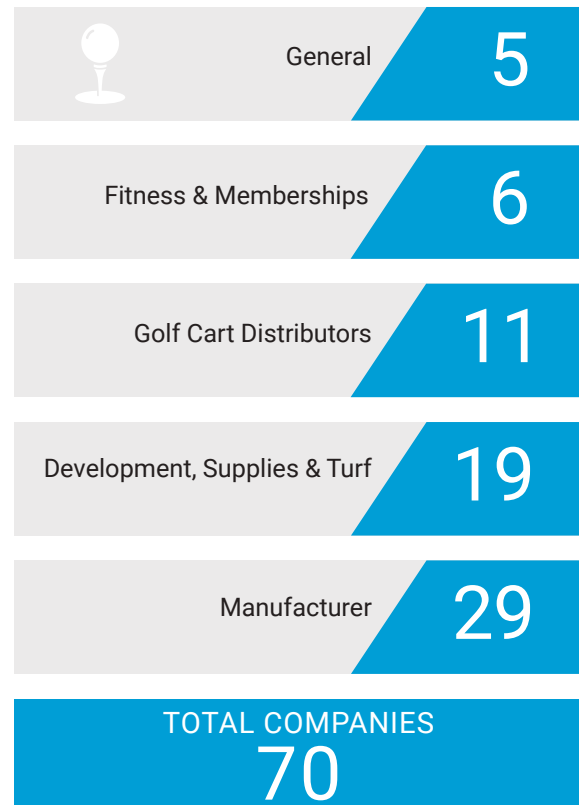 General 5
Fitness & Memberships 6
Golf Cart Distributors 11
Development, Supplies & Turf 19
Manufacturer 29
TOTAL COMPANIES
70